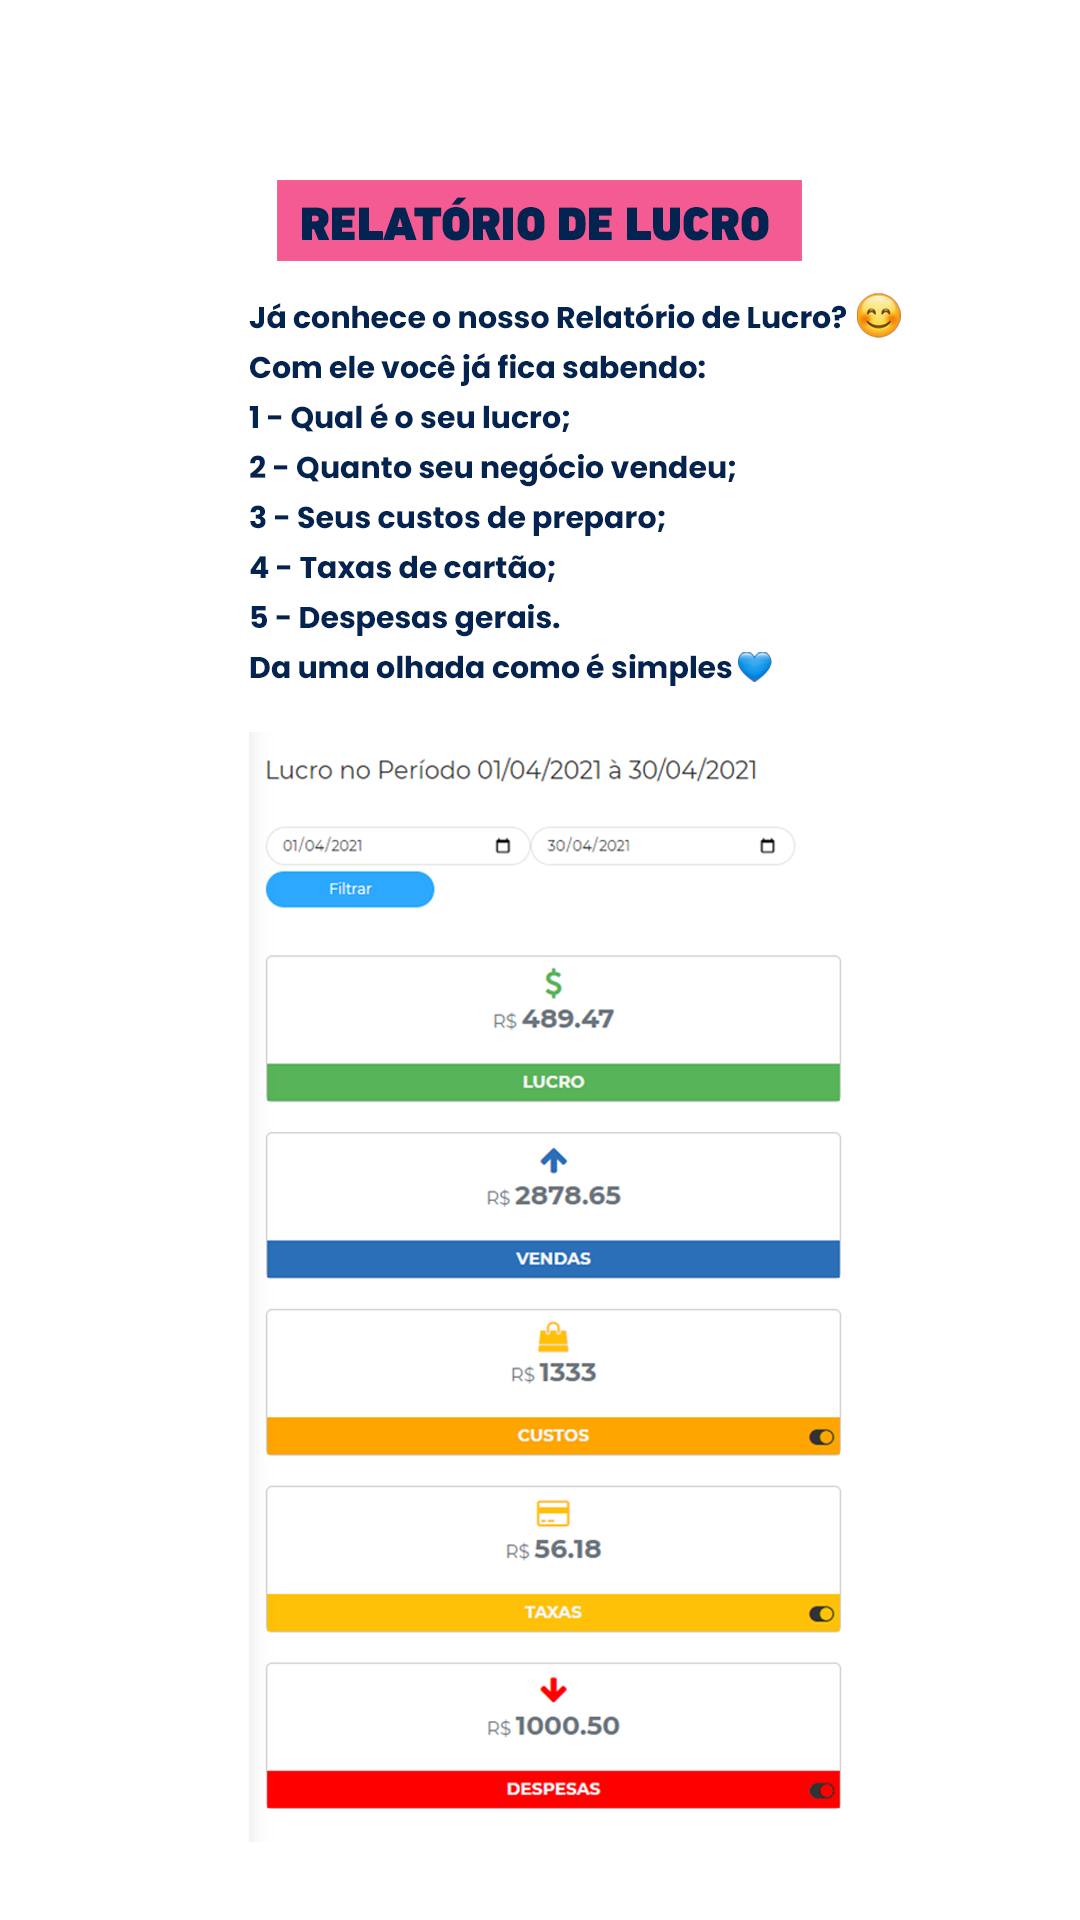 RELATÓRIO DE LUCRO
Já conhece o nosso Relatório de Lucro? 😊
Com ele você já fica sabendo:
1 - Qual é o seu lucro;
2 - Quanto seu negócio vendeu;
3 - Seus custos de preparo;
4 - Taxas de cartão;
5 - Despesas gerais.
Da uma olhada como é simples 💙
Lucro no Período 01/04/2021 à 30/04/2021
01/04/2021 30/04/2021
Filtrar
R$ 489.47
LUCRO
R$ 2878.65
VENDAS
R$ 1333
CUSTOS
R$ 56.18
TAXAS
R$ 1000.50
DESPESAS